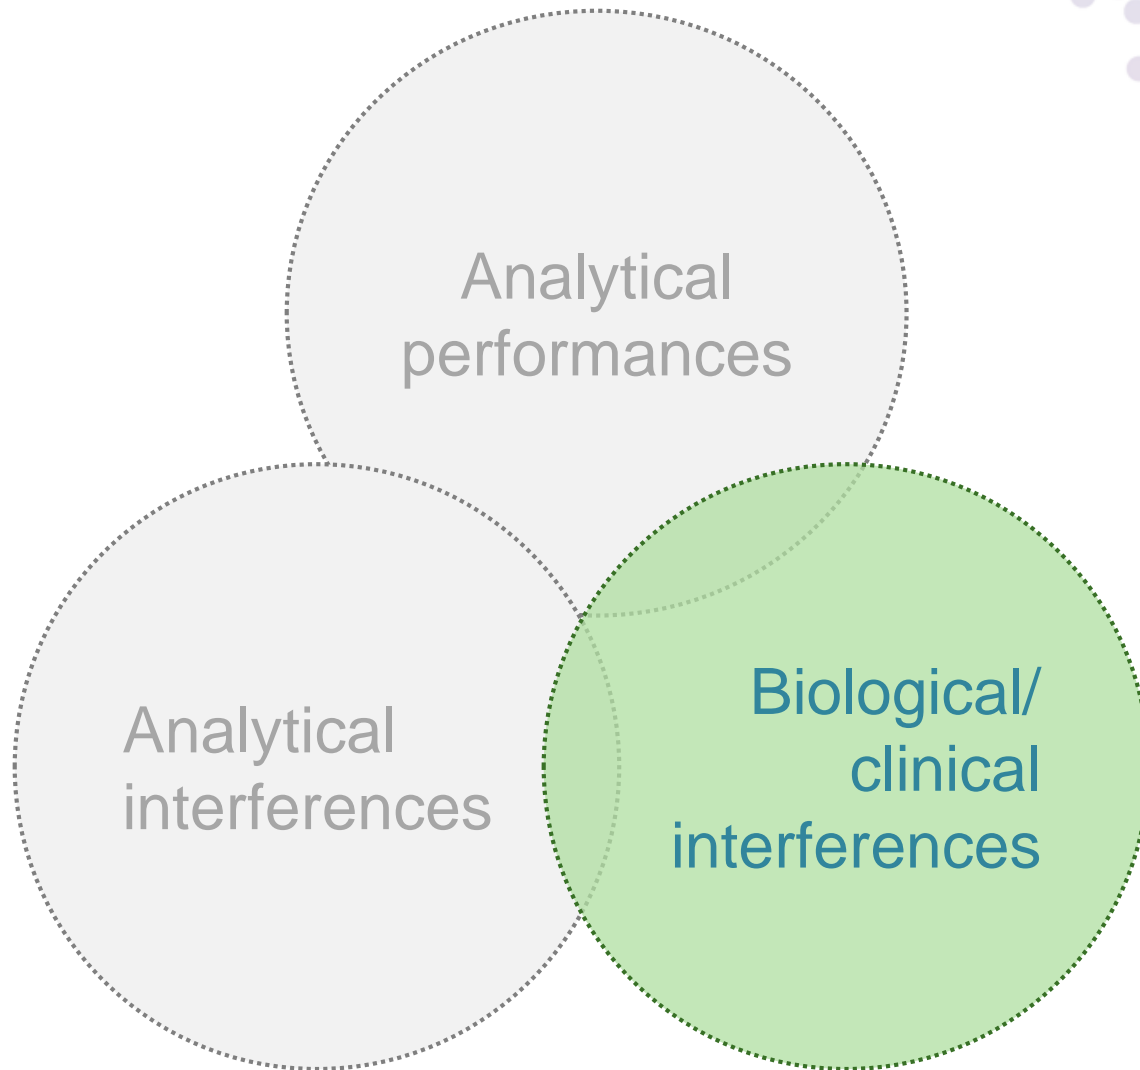 Analytical
performances
Analytical
interferences
Biological/
clinical
interferences